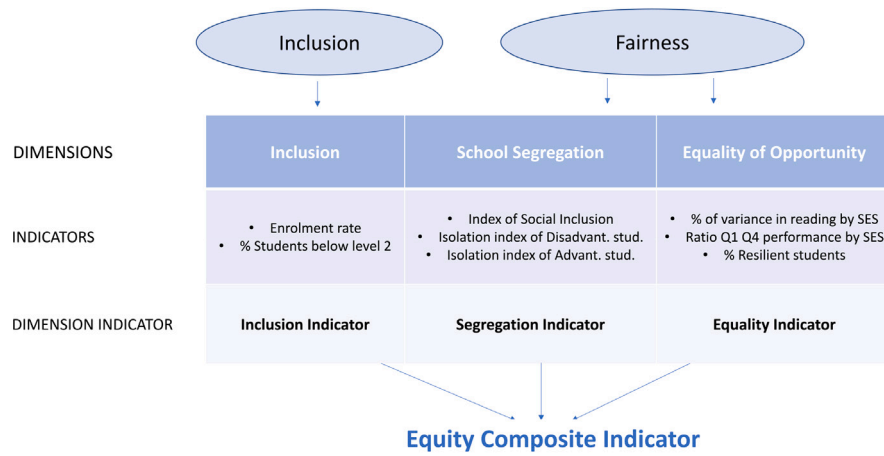 Inclusion
Fairness
DIMENSIONS
Inclusion
School Segregation
Equality of Opportunity
INDICATORS
• Enrolment rate
• % Students below level 2
• Index of Social Inclusion
• Isolation index of Disadvant. stud.
• Isolation index of Advant. stud.
• % of variance in reading by SES
• Ratio Q1 Q4 performance by SES
• % Resilient students
DIMENSION INDICATOR
Inclusion Indicator
Segregation Indicator
Equality Indicator
Equity Composite Indicator